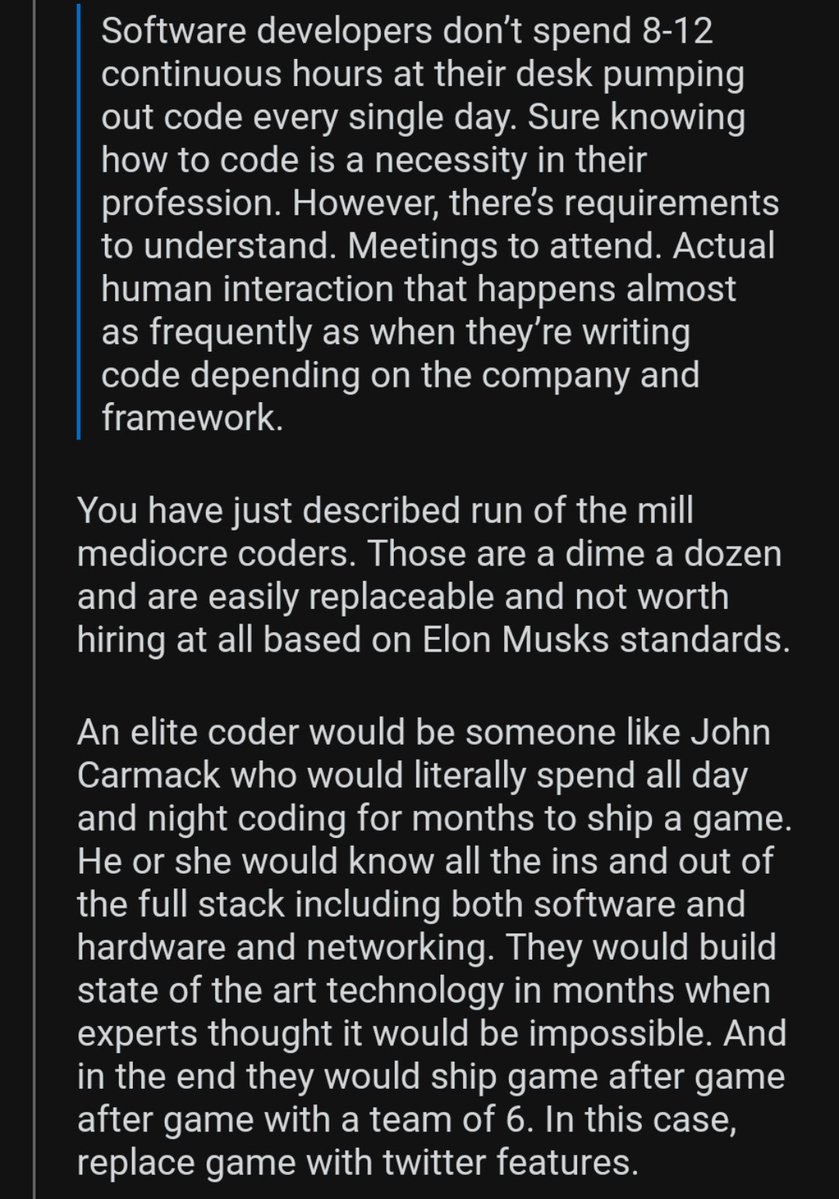 Software developers don’t spend 8-12
continuous hours at their desk pumping
out code every single day. Sure knowing
how to code is a necessity in their
profession. However, there’s requirements
to understand. Meetings to attend. Actual
human interaction that happens almost
as frequently as when they’re writing
code depending on the company and
framework.
You have just described run of the mill
mediocre coders. Those are a dime a dozen
and are easily replaceable and not worth
hiring at all based on Elon Musks standards.
An elite coder would be someone like John
Carmack who would literally spend all day
and night coding for months to ship a game.
He or she would know all the ins and out of
the full stack including both software and
hardware and networking. They would build
state of the art technology in months when
experts thought it would be impossible. And
in the end they would ship game after game
after game with a team of 6. In this case,
replace game with twitter features.